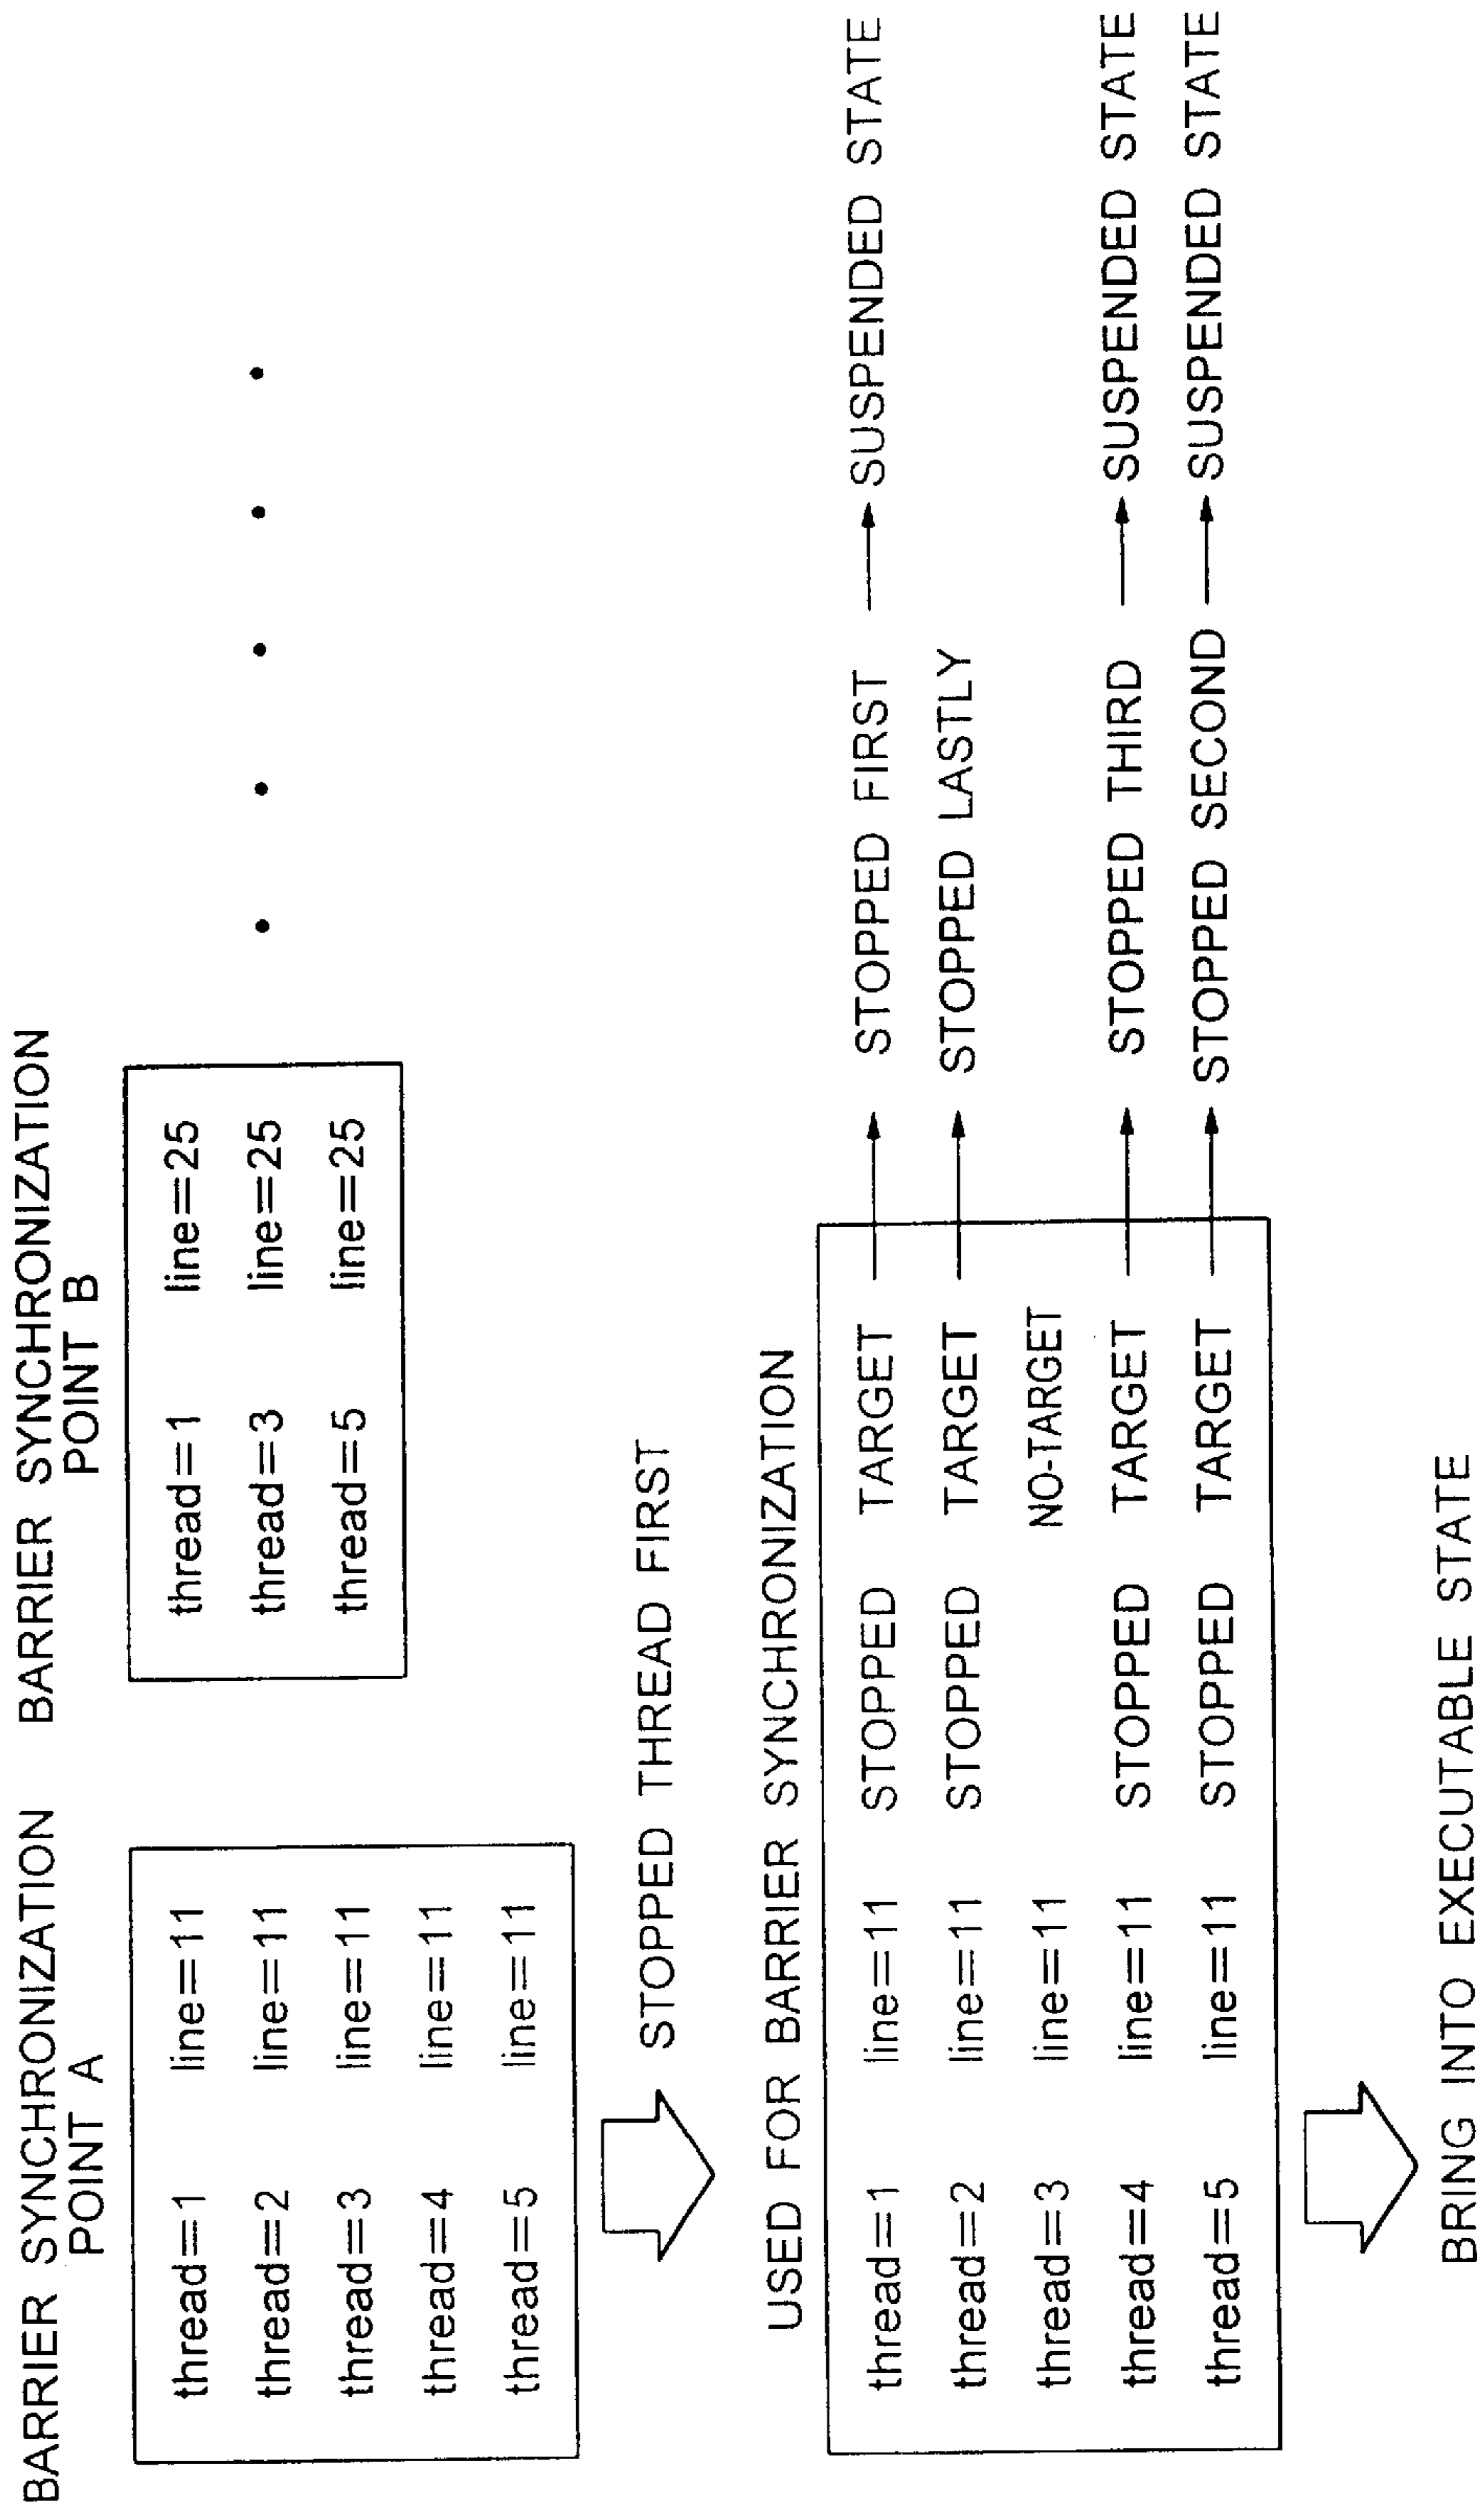 BARRIER SYNCHRONIZATION
POINT A
thread=1 line=11
thread=2 line=11
thread=3 line=11
thread=4 line=11
thread=5 line=11
BARRIER SYNCHRONIZATION
POINT B
thread=1 line=25
thread=3 line=25
thread=5 line=25
• • • • •
STOPPED THREAD FIRST
USED FOR BARRIER SYNCHRONIZATION
thread=1 line=11 STOPPED TARGET STOPPED FIRST SUSPENDED STATE
thread=2 line=11 STOPPED TARGET STOPPED LASTLY
thread=3 line=11 NO-TARGET
thread=4 line=11 STOPPED TARGET STOPPED THIRD SUSPENDED STATE
thread=5 line=11 STOPPED TARGET STOPPED SECOND SUSPENDED STATE
BRING INTO EXECUTABLE STATE